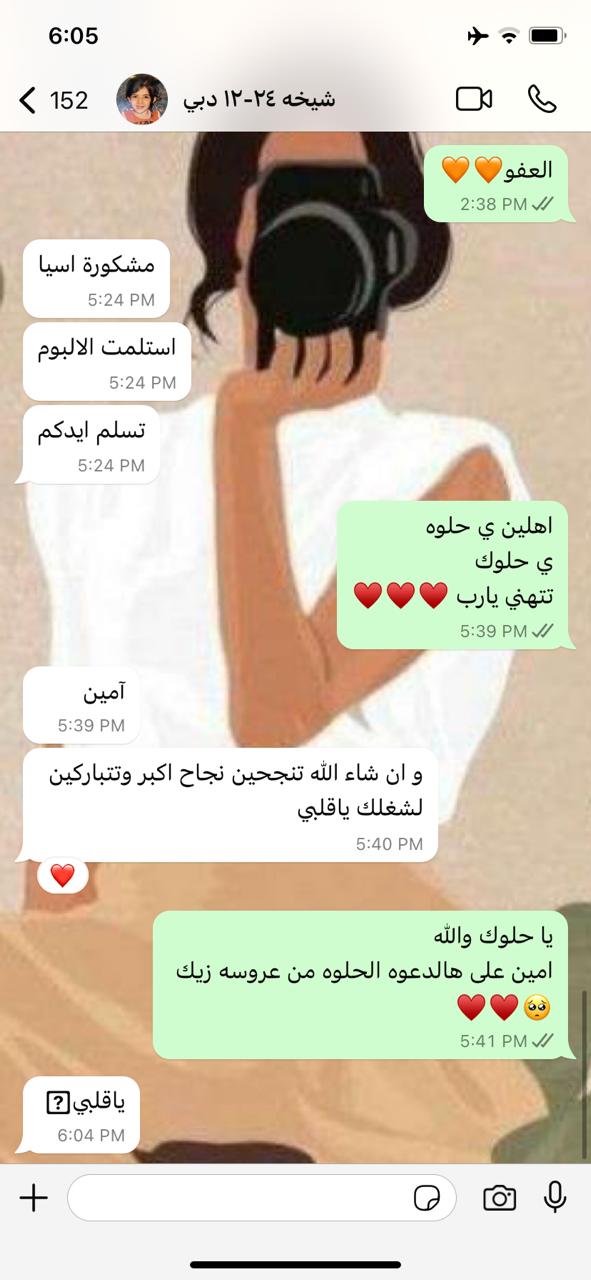 6:05
152
شيخه ٢٤-١٢ دبي
العفو🧡🧡
2:38 PM
مشكورة اسيا
5:24 PM
استلمت الالبوم
5:24 PM
تسلم ايدكم
5:24 PM
اهلين ي حلوه
ي حلوك
تتهني يارب ♥️♥️♥️
5:39 PM
آمين
5:39 PM
و ان شاء الله تنجحين نجاح اكبر وتتباركين
لشغلك ياقلبي
5:40 PM
❤️
يا حلوك والله
امين على هالدعوه الحلوه من عروسه زيك
🥺♥️♥️
5:41 PM
ياقلبي⍰
6:04 PM